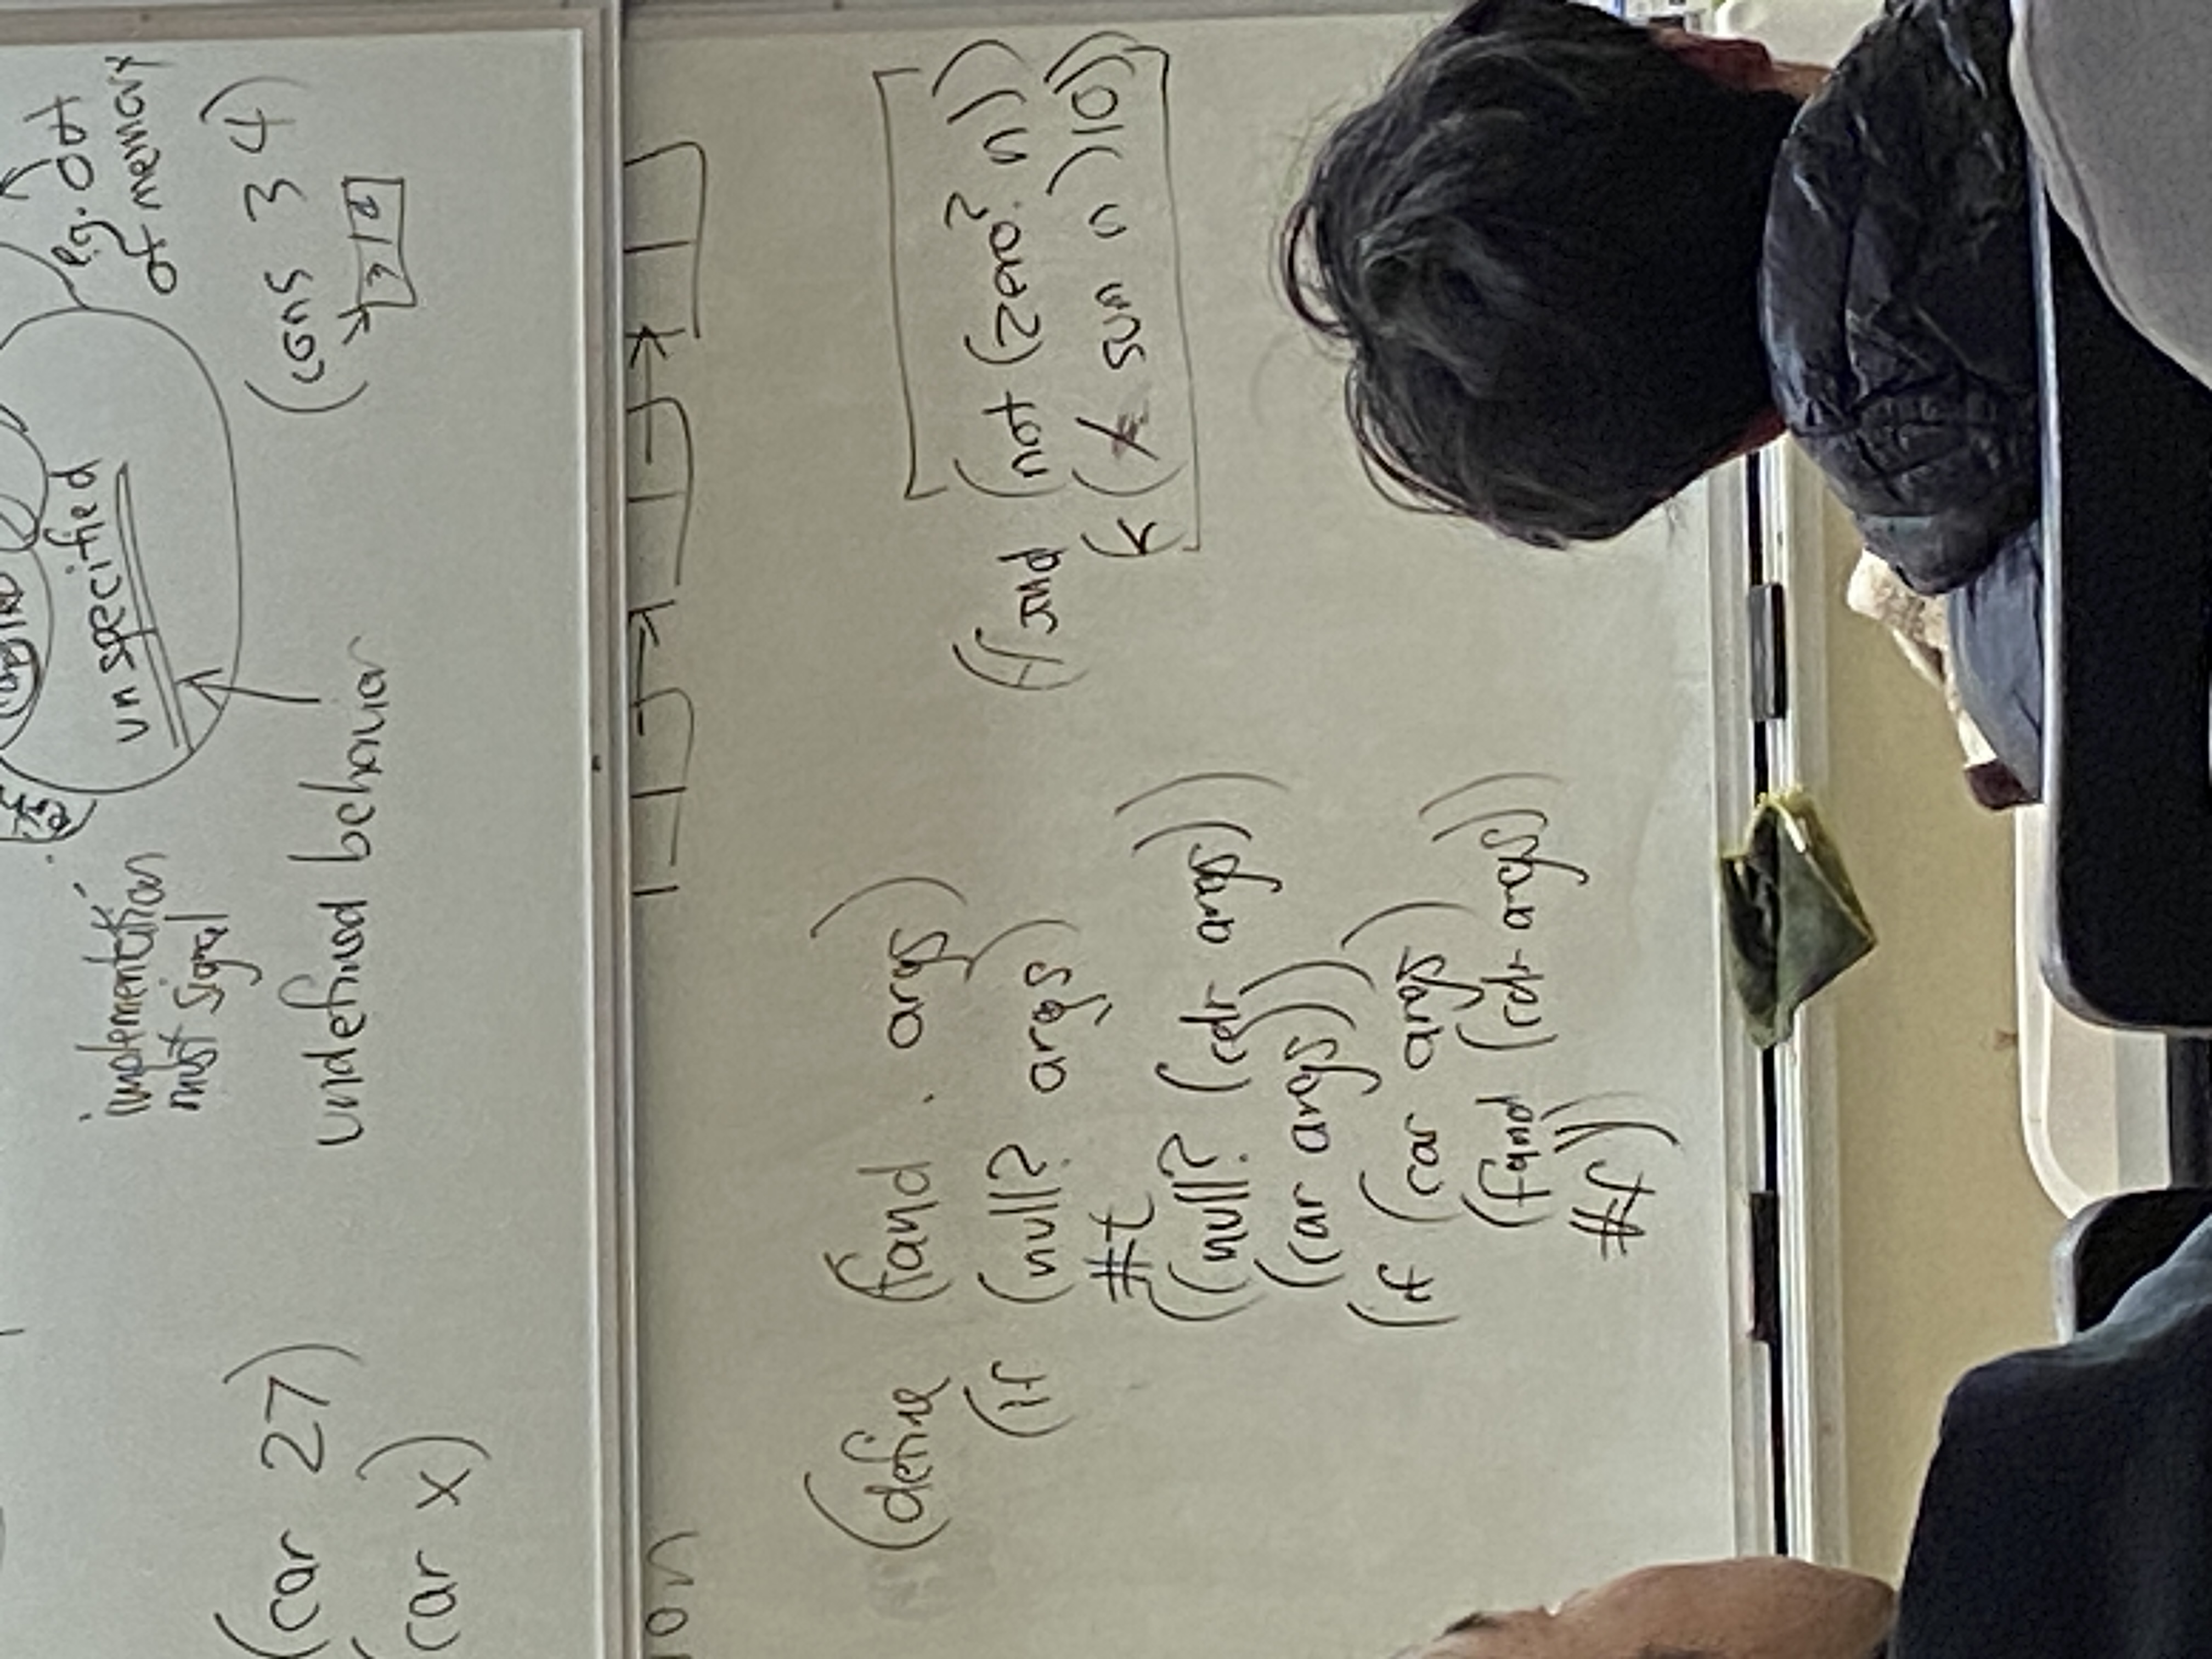 unspecified
e.g. out
of memory
implementation
must signal
(car 27)
undefined behavior
(cons 3 4)
3 4
(car x)
(define (fand . args)
(if (null? args)
#t
((null? (cdr args))
(car args))
(if (car args)
(fand (cdr args))
#f))
(fand (not (zero? n))
(< (/ sum n) 10))